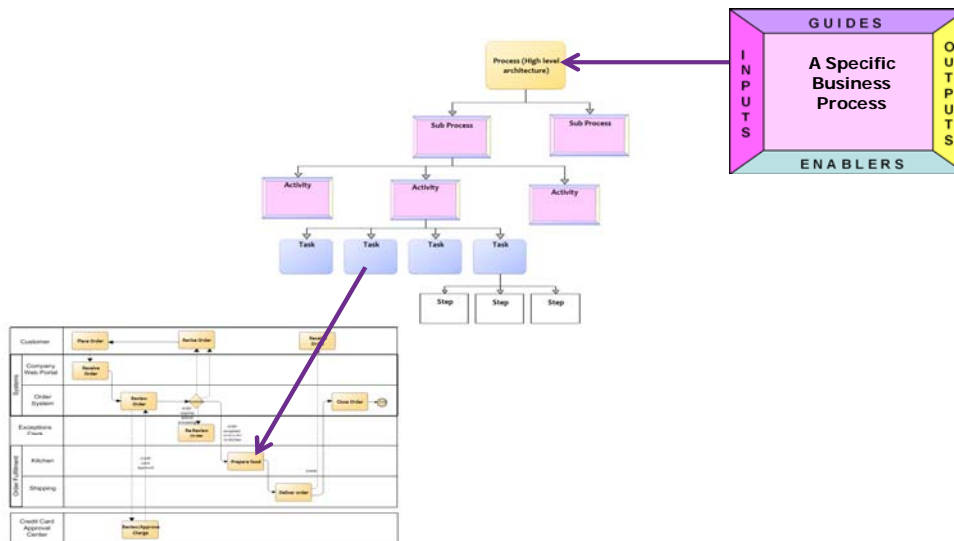 GUIDES
INPUTS
A Specific
Business
Process
OUTPUTS
ENABLERS
Process (High level
architecture)
Sub Process
Sub Process
Activity
Activity
Activity
Task
Task
Task
Task
Step
Step
Step
Customer
Place Order
Revise Order
Receive
Order
Systems
Company
Web Portal
Receive
Order
Order
System
Review
Order
Close Order
Exceptions
Re-Review
Order
Order Fulfillment
Kitchen
Prepare food
Shipping
Deliver order
Credit Card
Approval
Center
Review/Approve
Charge